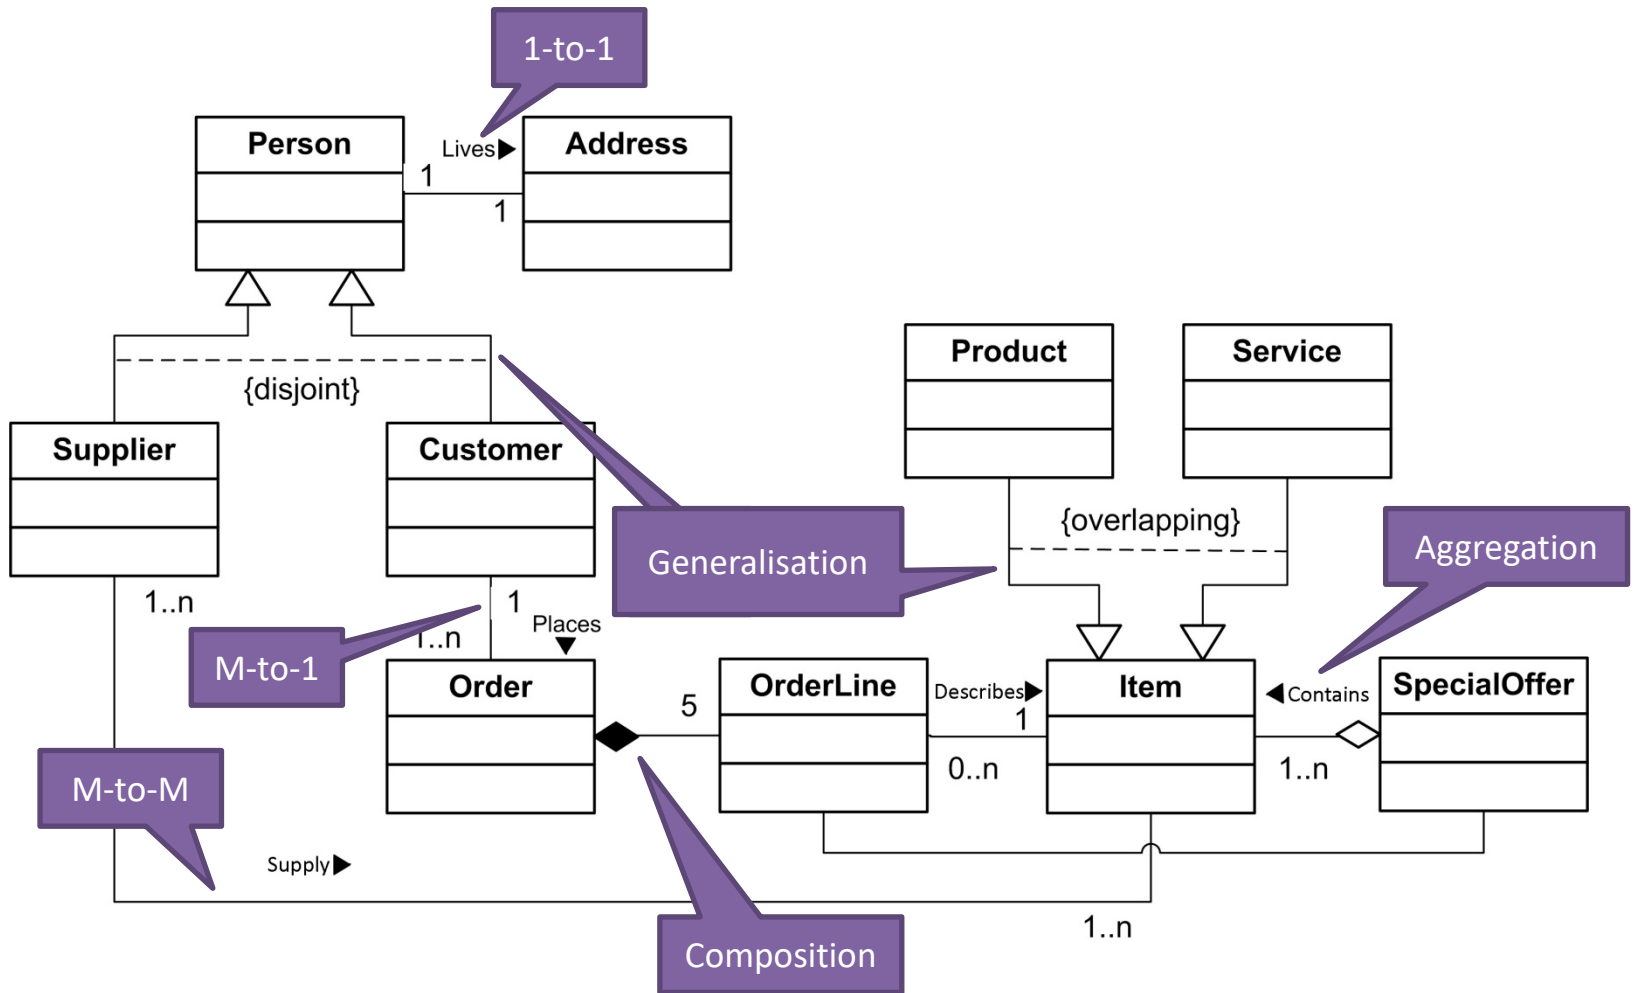 1-to-1
Person
Lives
Address
1
1
{disjoint}
Product
Service
Supplier
Customer
{overlapping}
Generalisation
Aggregation
1..n
1
Places
1..n
M-to-1
Order
5
OrderLine
Describes
1
Item
Contains
SpecialOffer
0..n
1..n
M-to-M
Supply
1..n
Composition